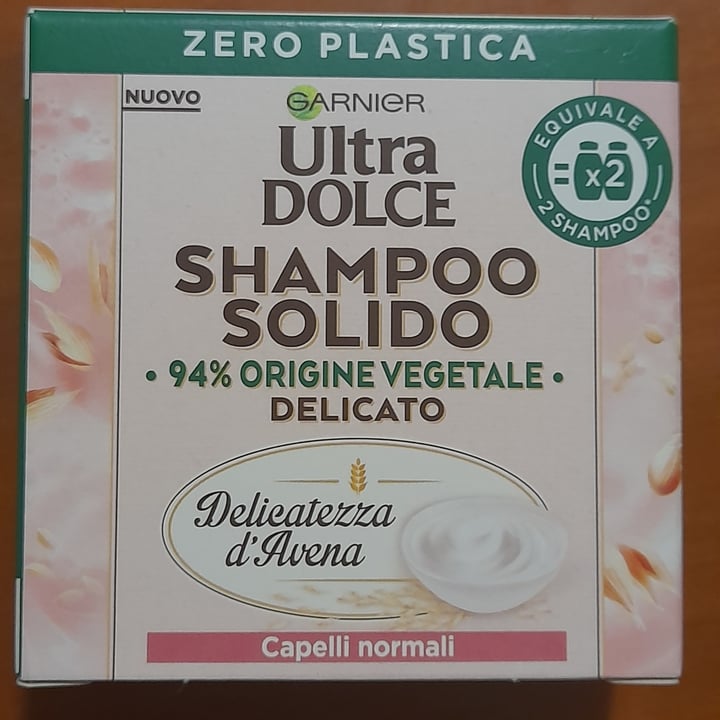 ZERO PLASTICA
NUOVO
GARNIER
Ultra
DOLCE
EQUIVALE A
= x2
2 SHAMPOO*
SHAMPOO
SOLIDO
• 94% ORIGINE VEGETALE •
DELICATO
Delicatezza
d'Avena
Capelli normali